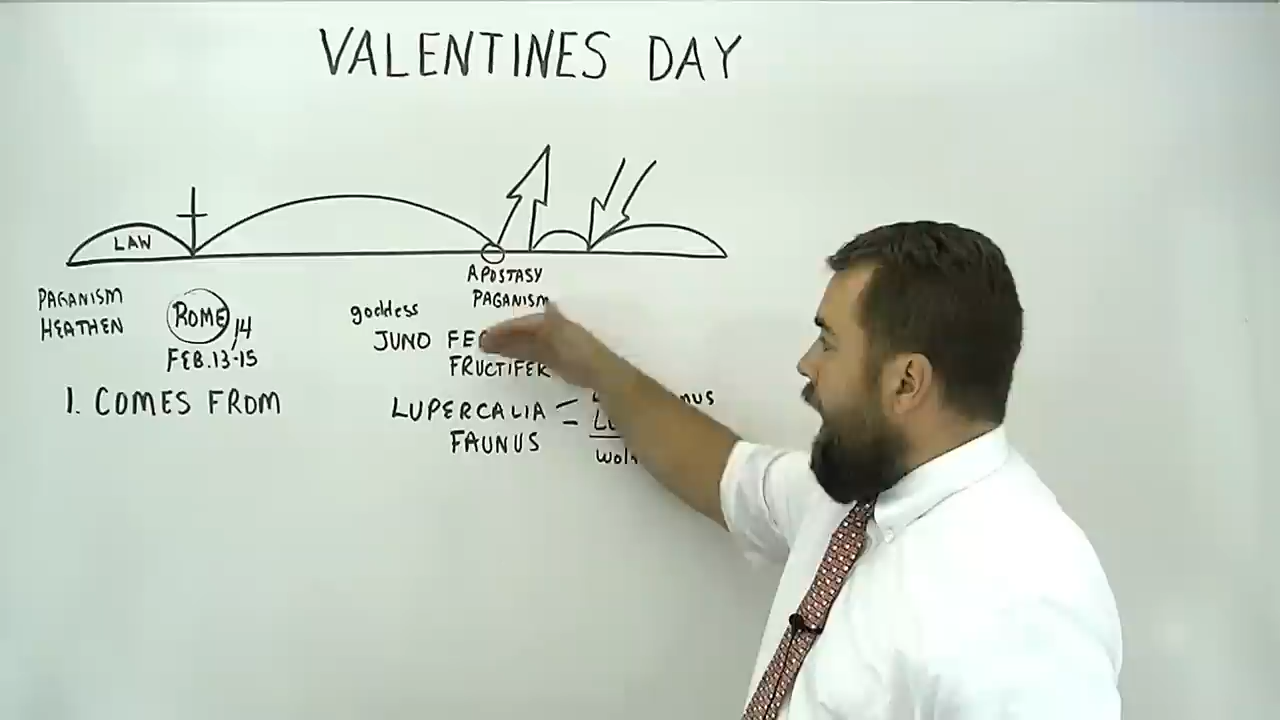 VALENTINES DAY
LAW
APOSTASY
PAGANISM
PAGANISM
HEATHEN
ROME
14
FEB. 13-15
goddess
JUNO
FRUCTIFER
1. COMES FROM
LUPERCALIA =
FAUNUS